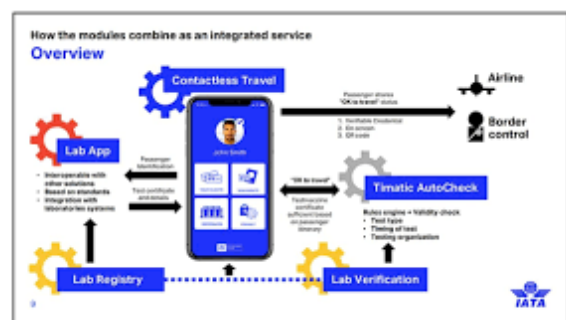 How the modules combine as an integrated service
Overview
Contactless Travel
Passenger shares
"OK to travel" status
1. Verifiable Credential
2. On screen
3. QR code
Airline
Border
control
John Smith
Lab App
• Interoperable with
other solutions
• Based on standards
• Integration with
laboratories systems
Passenger
Identification
Test certificate
and results
"OK to travel"
Test/vaccine
certificate
sufficient based
on passenger
itinerary
Timatic AutoCheck
Rules engine + Validity check
• Test type
• Timing of test
• Testing organization
Lab Registry
Lab Verification
IATA